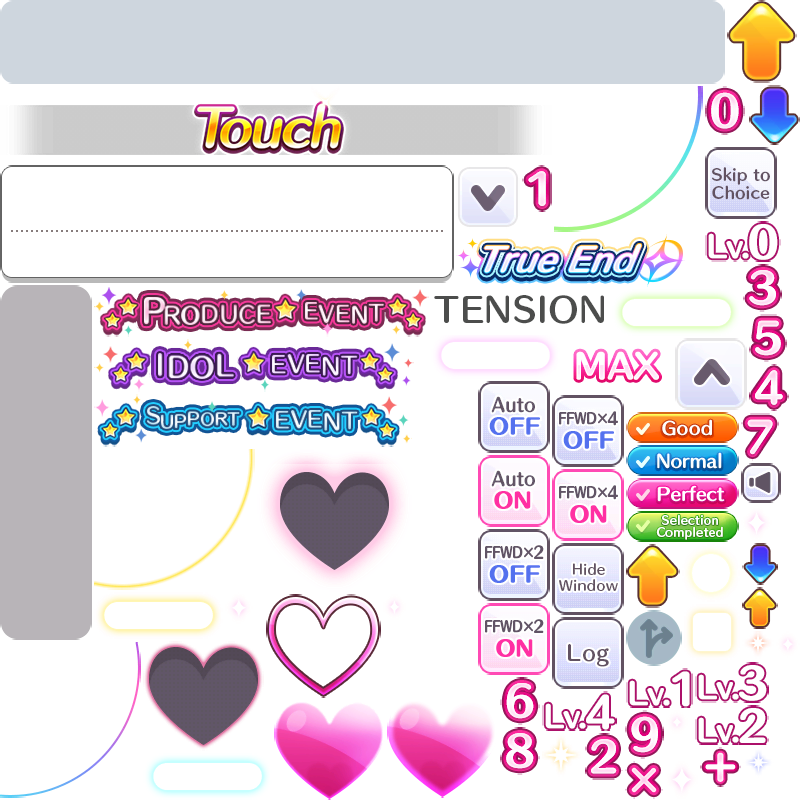 Touch
0
Skip to
Choice
1
Lv.0
True End
3
PRODUCE EVENT
TENSION
5
IDOL EVENT
MAX
4
SUPPORT EVENT
Auto
OFF
FFWD×4
OFF
Good
7
Normal
Auto
ON
FFWD×4
ON
Perfect
Selection
Completed
FFWD×2
OFF
Hide
Window
FFWD×2
ON
Log
6
Lv.4
Lv.1
Lv.3
8
2
9
Lv.2
×
+